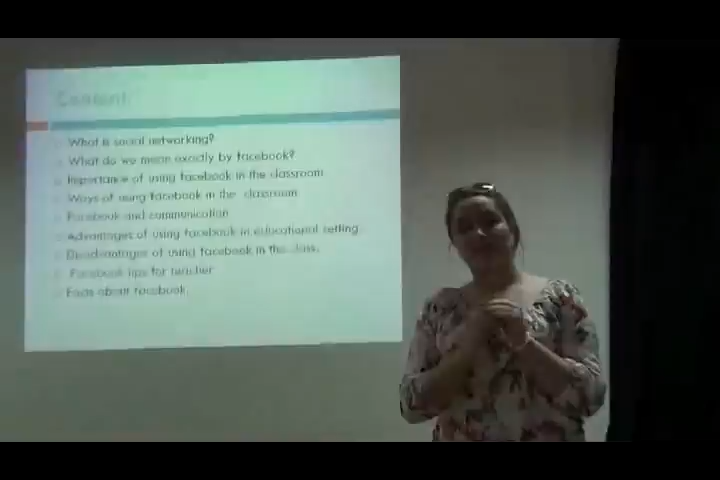 Content
What is social networking?
What do we mean exactly by facebook?
Importance of using facebook in the classroom
Ways of using facebook in the classroom
Facebook and communication
Advantages of using facebook in educational setting.
Disadvantages of using facebook in the class.
Facebook tips for teacher
Facts about facebook.